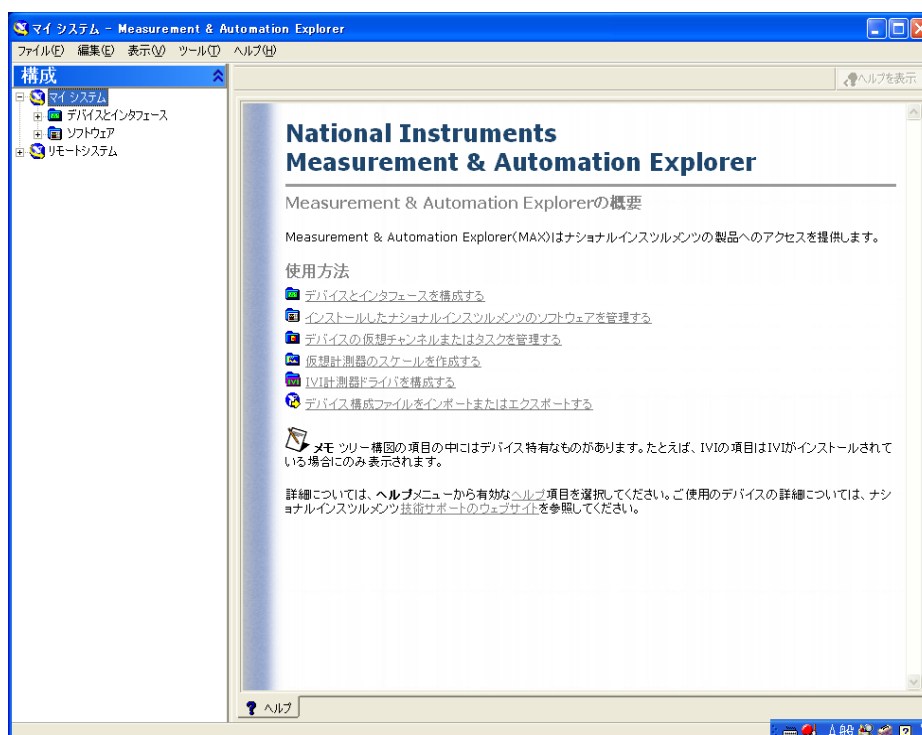 マイ システム - Measurement & Automation Explorer
ファイル(F) 編集(E) 表示(V) ツール(T) ヘルプ(H)
構成
ヘルプを表示
マイ システム
デバイスとインタフェース
ソフトウェア
リモートシステム
National Instruments
Measurement & Automation Explorer
Measurement & Automation Explorerの概要
Measurement & Automation Explorer(MAX)はナショナルインスツルメンツの製品へのアクセスを提供します。
使用方法
デバイスとインタフェースを構成する
インストールしたナショナルインスツルメンツのソフトウェアを管理する
デバイスの仮想チャンネルまたはタスクを管理する
仮想計測器のスケールを作成する
IVI計測器ドライバを構成する
デバイス構成ファイルをインポートまたはエクスポートする
メモ ツリー構図の項目の中にはデバイス特有なものがあります。たとえば、IVIの項目はIVIがインストールされて
いる場合にのみ表示されます。
詳細については、ヘルプメニューから有効なヘルプ項目を選択してください。ご使用のデバイスの詳細については、ナシ
ョナルインスツルメンツ技術サポートのウェブサイトを参照してください。
ヘルプ
A般